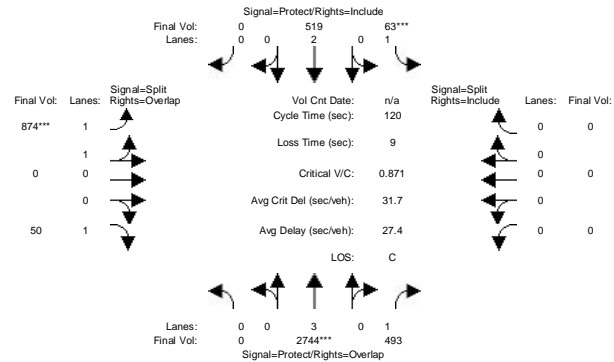 Signal=Protect/Rights=Include
Final Vol: 0 519 63***
Lanes: 0 0 2 0 1
Signal=Split
Final Vol: Lanes: Rights=Overlap
Vol Cnt Date: n/a
Signal=Split
Rights=Include Lanes: Final Vol:
Cycle Time (sec): 120
874*** 1 0 0
Loss Time (sec): 9
1 0
0 0 Critical V/C: 0.871 0 0
0 Avg Crit Del (sec/veh): 31.7 0
50 1 Avg Delay (sec/veh): 27.4 0 0
LOS: C
Lanes: 0 0 3 0 1
Final Vol: 0 2744*** 493
Signal=Protect/Rights=Overlap